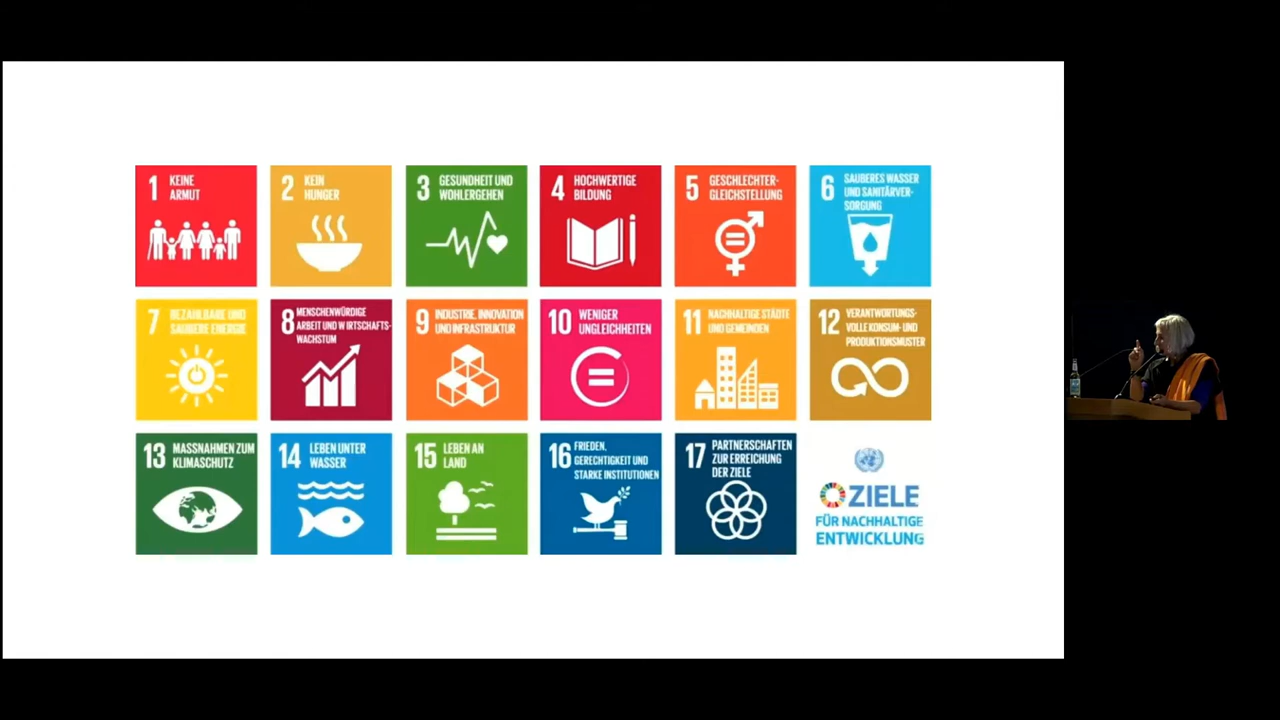 1 KEINE
ARMUT
2 KEIN
HUNGER
3 GESUNDHEIT UND
WOHLERGEHEN
4 HOCHWERTIGE
BILDUNG
5 GESCHLECHTER-
GLEICHSTELLUNG
6 SAUBERES WASSER
UND SANITÄRVER-
SORGUNG
7 BEZAHLBARE UND
SAUBERE ENERGIE
8 MENSCHENWÜRDIGE
ARBEIT UND WIRTSCHAFTS-
WACHSTUM
9 INDUSTRIE, INNOVATION
UND INFRASTRUKTUR
10 WENIGER
UNGLEICHHEITEN
11 NACHHALTIGE STÄDTE
UND GEMEINDEN
12 VERANTWORTUNGS-
VOLLE KONSUM- UND
PRODUKTIONSMUSTER
13 MASSNAHMEN ZUM
KLIMASCHUTZ
14 LEBEN UNTER
WASSER
15 LEBEN AN
LAND
16 FRIEDEN,
GERECHTIGKEIT UND
STARKE INSTITUTIONEN
17 PARTNERSCHAFTEN
ZUR ERREICHUNG
DER ZIELE
ZIELE
FÜR NACHHALTIGE
ENTWICKLUNG